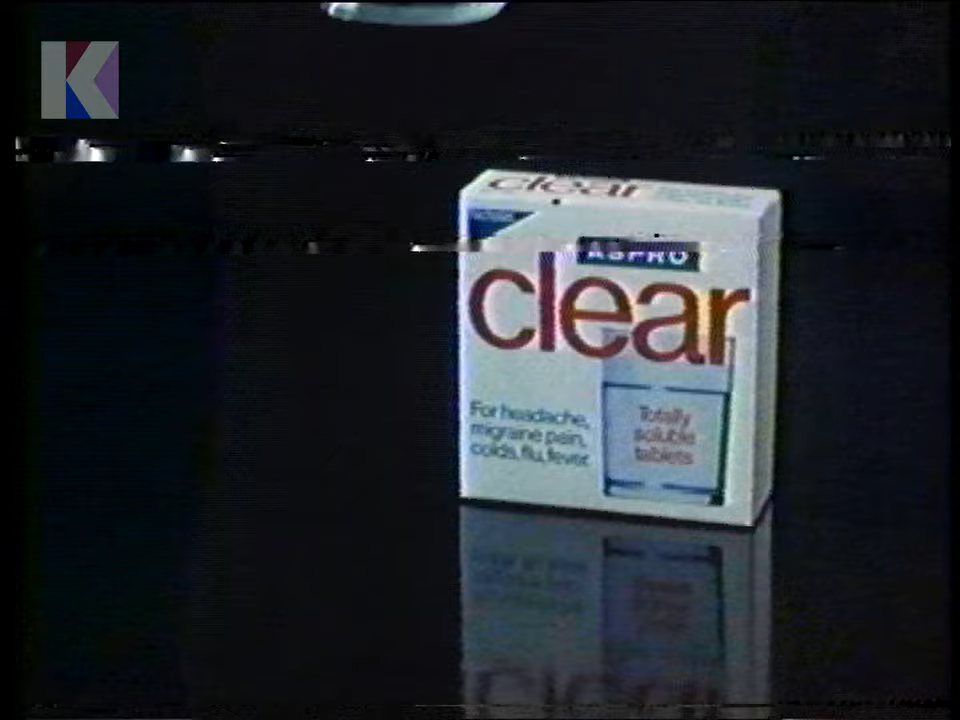 K
clear
ASPRO
clear
For headache,
migraine pain,
colds, flu, fever
Totally
soluble
tablets